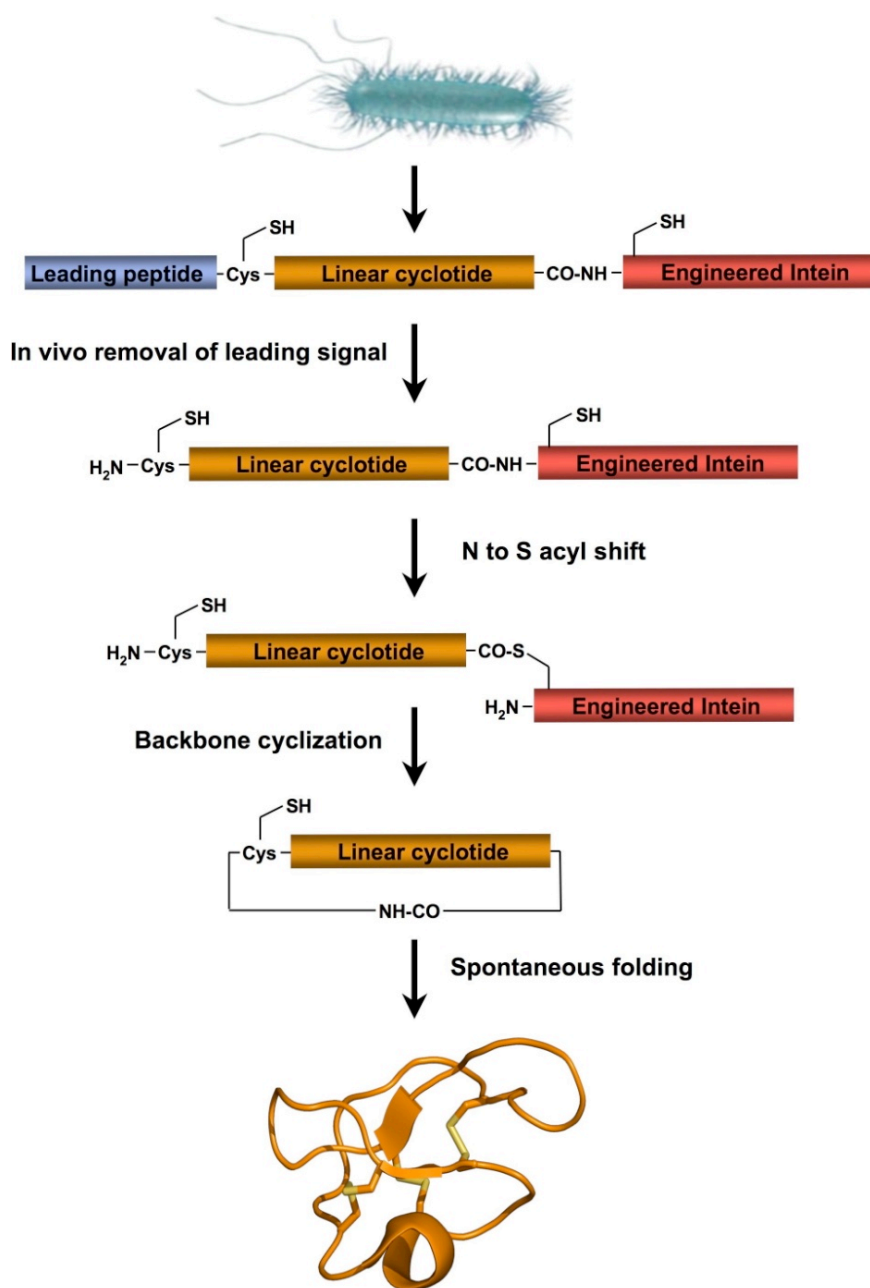 SH
SH
Leading peptide Cys Linear cyclotide CO-NH Engineered Intein
In vivo removal of leading signal
SH
SH
H₂N Cys Linear cyclotide CO-NH Engineered Intein
N to S acyl shift
SH
H₂N Cys Linear cyclotide CO-S
H₂N Engineered Intein
Backbone cyclization
SH
Cys Linear cyclotide
NH-CO
Spontaneous folding